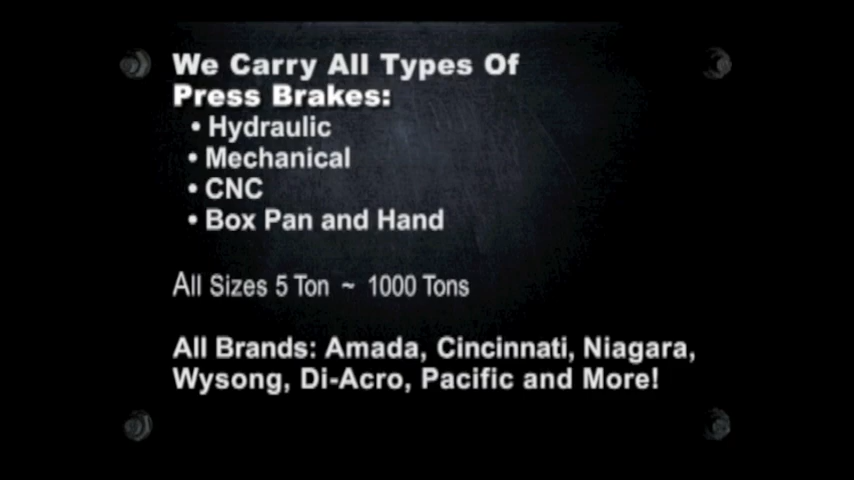 We Carry All Types Of
Press Brakes:
• Hydraulic
• Mechanical
• CNC
• Box Pan and Hand
All Sizes 5 Ton ~ 1000 Tons
All Brands: Amada, Cincinnati, Niagara,
Wysong, Di-Acro, Pacific and More!